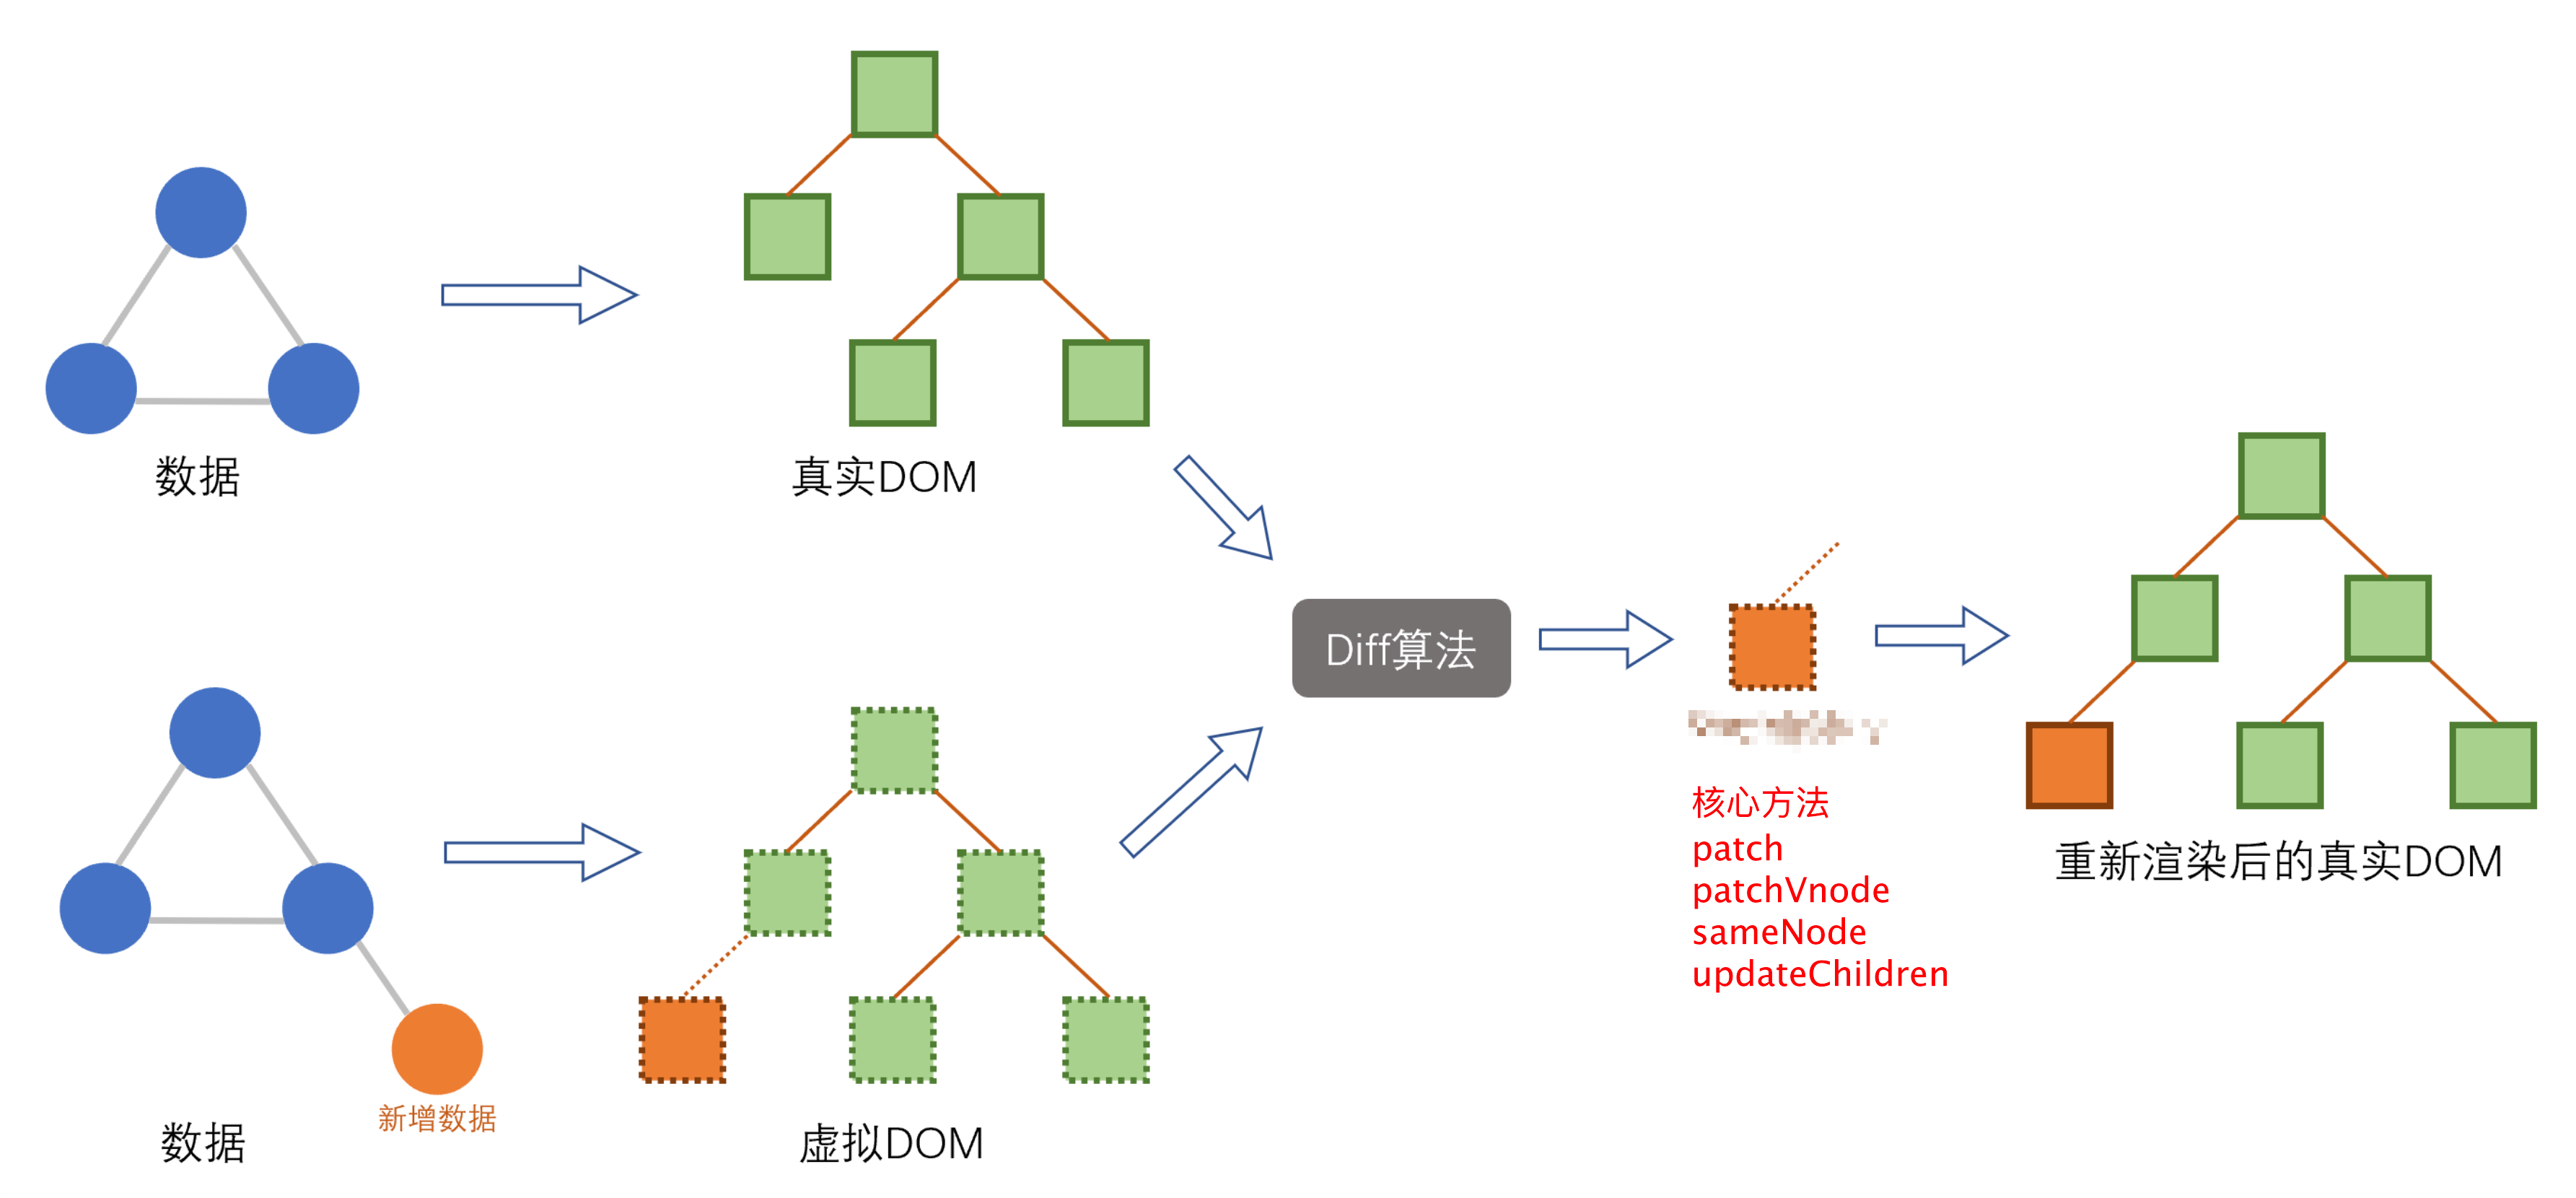 数据
真实DOM
数据
新增数据
虚拟DOM
Diff算法
核心方法
patch
patchVnode
sameNode
updateChildren
重新渲染后的真实DOM